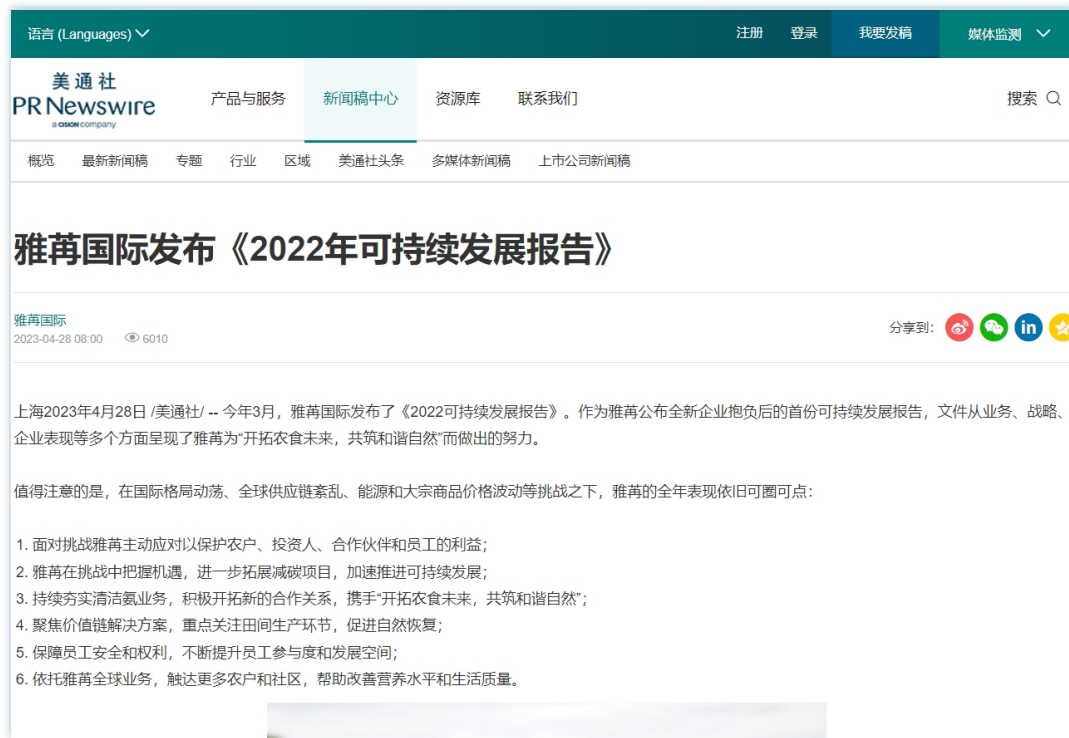 语言 (Languages)
注册
登录
我要发稿
媒体监测
美通社
PR Newswire
a CISION company
产品与服务
新闻稿中心
资源库
联系我们
搜索
概览
最新新闻稿
专题
行业
区域
美通社头条
多媒体新闻稿
上市公司新闻稿
雅苒国际发布《2022年可持续发展报告》
雅苒国际
2023-04-28 08:00
6010
分享到:
in
上海2023年4月28日 /美通社/ -- 今年3月，雅苒国际发布了《2022可持续发展报告》。作为雅苒公布全新企业抱负后的首份可持续发展报告，文件从业务、战略、
企业表现等多个方面呈现了雅苒为“开拓农食未来，共筑和谐自然”而做出的努力。
值得注意的是，在国际格局动荡、全球供应链紊乱、能源和大宗商品价格波动等挑战之下，雅苒的全年表现依旧可圈可点：
1. 面对挑战雅苒主动应对以保护农户、投资人、合作伙伴和员工的利益；
2. 雅苒在挑战中把握机遇，进一步拓展减碳项目，加速推进可持续发展；
3. 持续夯实清洁氨业务，积极开拓新的合作关系，携手“开拓农食未来，共筑和谐自然”；
4. 聚焦价值链解决方案，重点关注田间生产环节，促进自然恢复；
5. 保障员工安全和权利，不断提升员工参与度和发展空间；
6. 依托雅苒全球业务，触达更多农户和社区，帮助改善营养水平和生活质量。